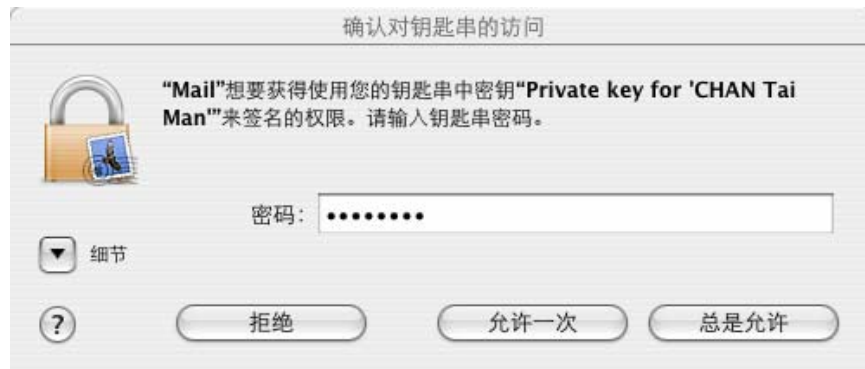 确认对钥匙串的访问
“Mail”想要获得使用您的钥匙串中密钥“Private key for 'CHAN Tai
Man'”来签名的权限。请输入钥匙串密码。
密码: ••••••••
细节
?
拒绝 允许一次 总是允许